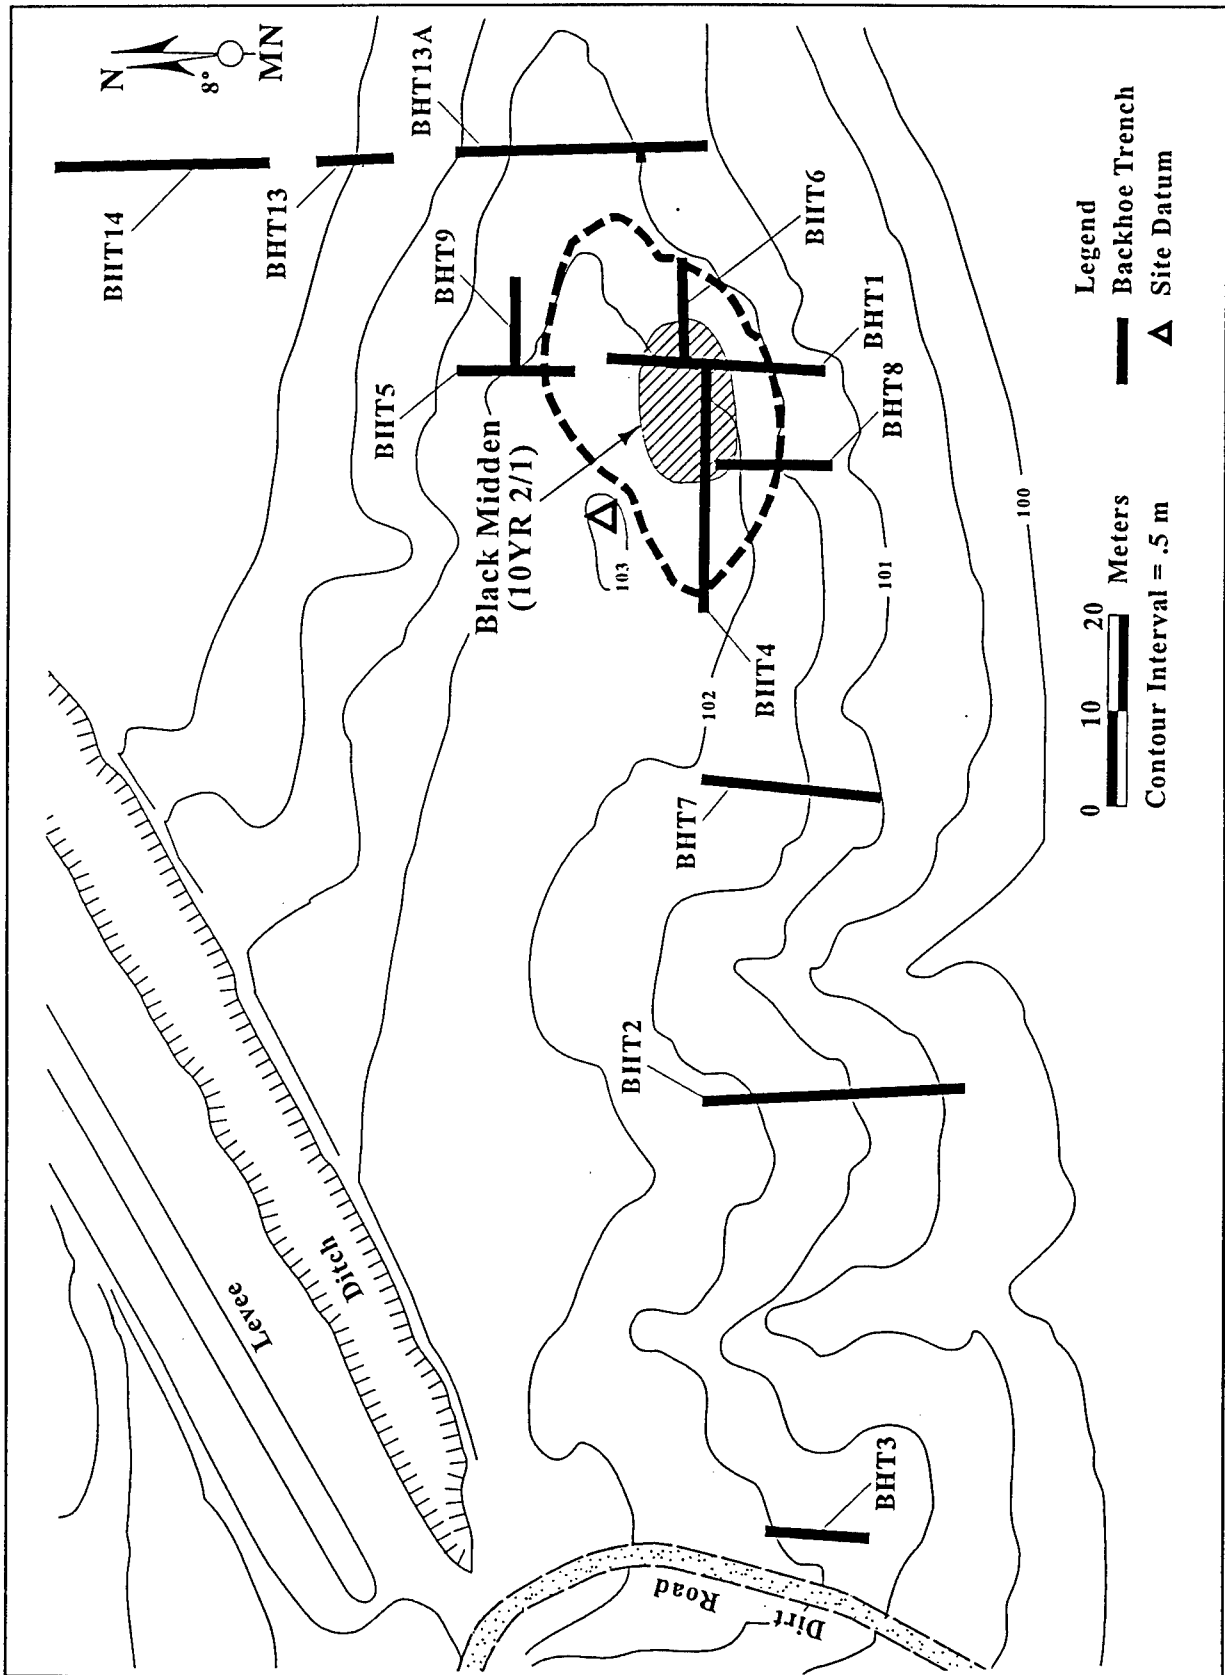 N
8°
MN
BHT14
BHT13
BHT13A
BHT9
BHT5
Black Midden
(10YR 2/1)
103
BHT6
BHT1
BHT8
BHT4
102
101
100
BHT7
BHT2
BHT3
Levee
Ditch
Dirt
Road
Legend
Backhoe Trench
Site Datum
0 10 20 Meters
Contour Interval = .5 m